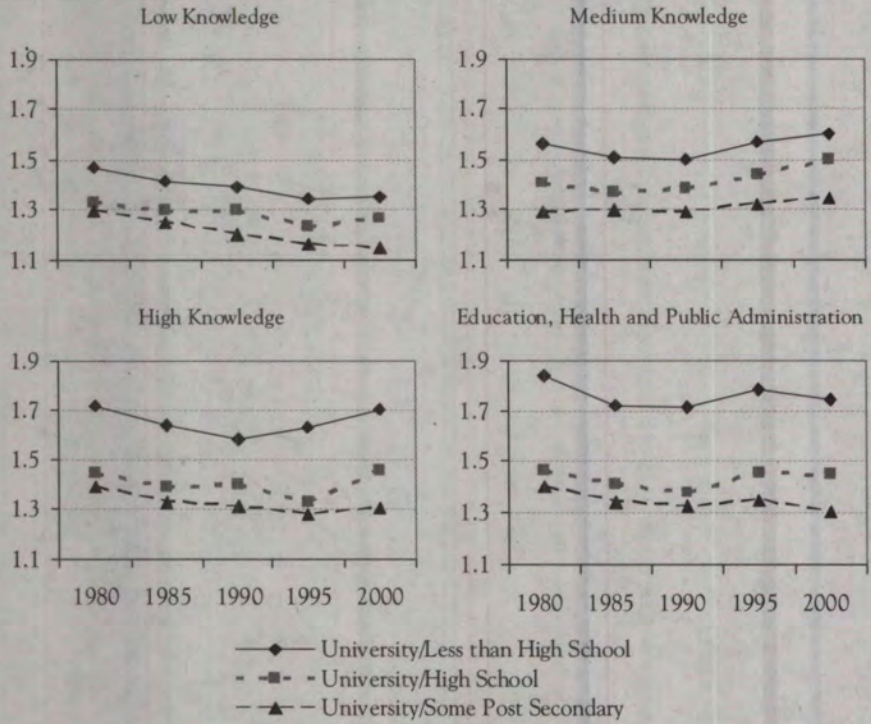 Low Knowledge
1.9
1.7
1.5
1.3
1.1
Medium Knowledge
1.9
1.7
1.5
1.3
1.1
High Knowledge
1.9
1.7
1.5
1.3
1.1
1980 1985 1990 1995 2000
Education, Health and Public Administration
1.9
1.7
1.5
1.3
1.1
1980 1985 1990 1995 2000
University/Less than High School
University/High School
University/Some Post Secondary